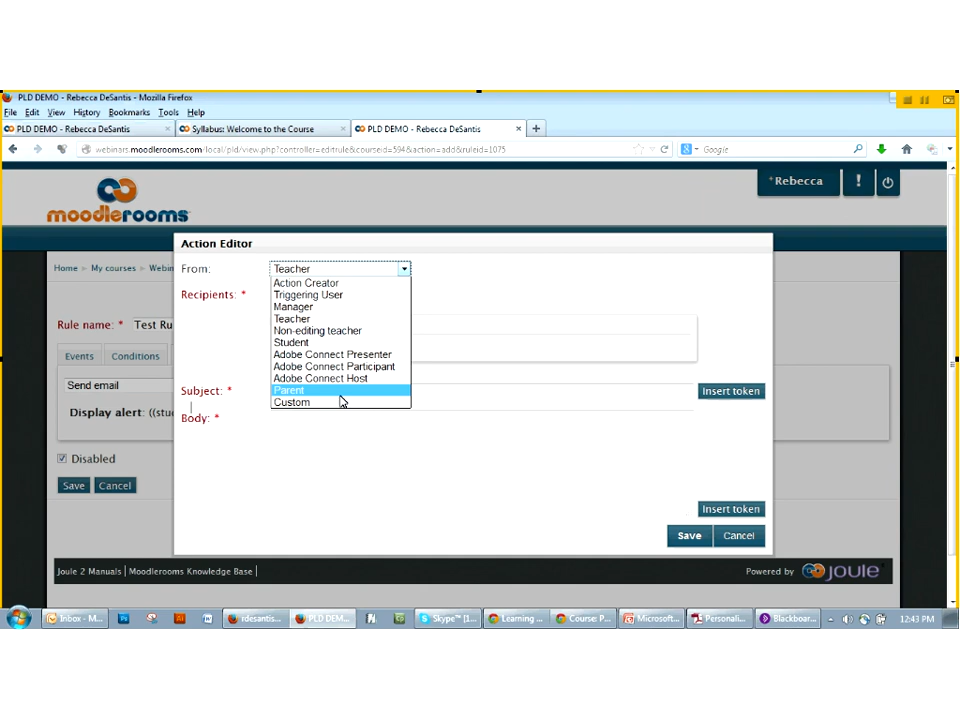 PLD DEMO - Rebecca DeSantis - Mozilla Firefox
File Edit View History Bookmarks Tools Help
PLD DEMO - Rebecca DeSantis × Syllabus: Welcome to the Course × PLD DEMO - Rebecca DeSantis × +
webinars.moodlerooms.com/local/pld/view.php?controller=editrule&courseid=594&action=add&ruleid=1075 Google
moodlerooms
Rebecca !
Action Editor
Home My courses Webin
From: Teacher
Action Creator
Recipients: * Triggering User
Manager
Teacher
Rule name: * Test Ru
Non-editing teacher
Student
Events Conditions
Adobe Connect Presenter
Adobe Connect Participant
Adobe Connect Host
Send email
Subject: * Parent Insert token
Custom
Display alert: ((stu
Body: *
Disabled
Save Cancel
Insert token
Save Cancel
Joule 2 Manuals | Moodlerooms Knowledge Base | Powered by joule
Inbox - M... rdesantis... PLD DEM... Skype™ [1... Learning ... Course: P... Microsoft... Personali... Blackboar... 12:43 PM